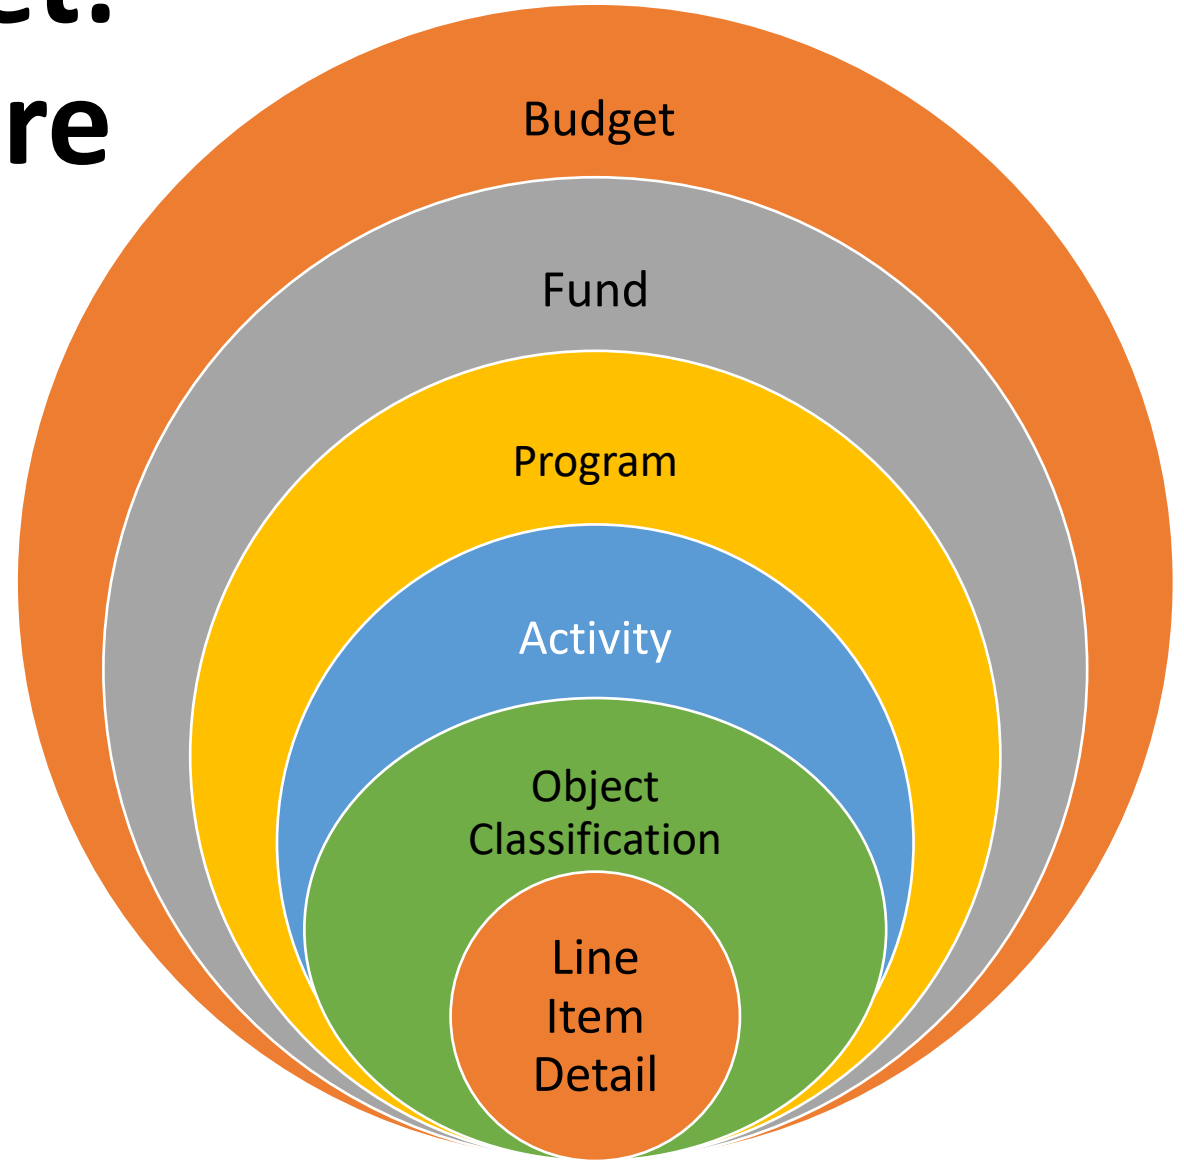 Budget
Fund
Program
Activity
Object
Classification
Line
Item
Detail